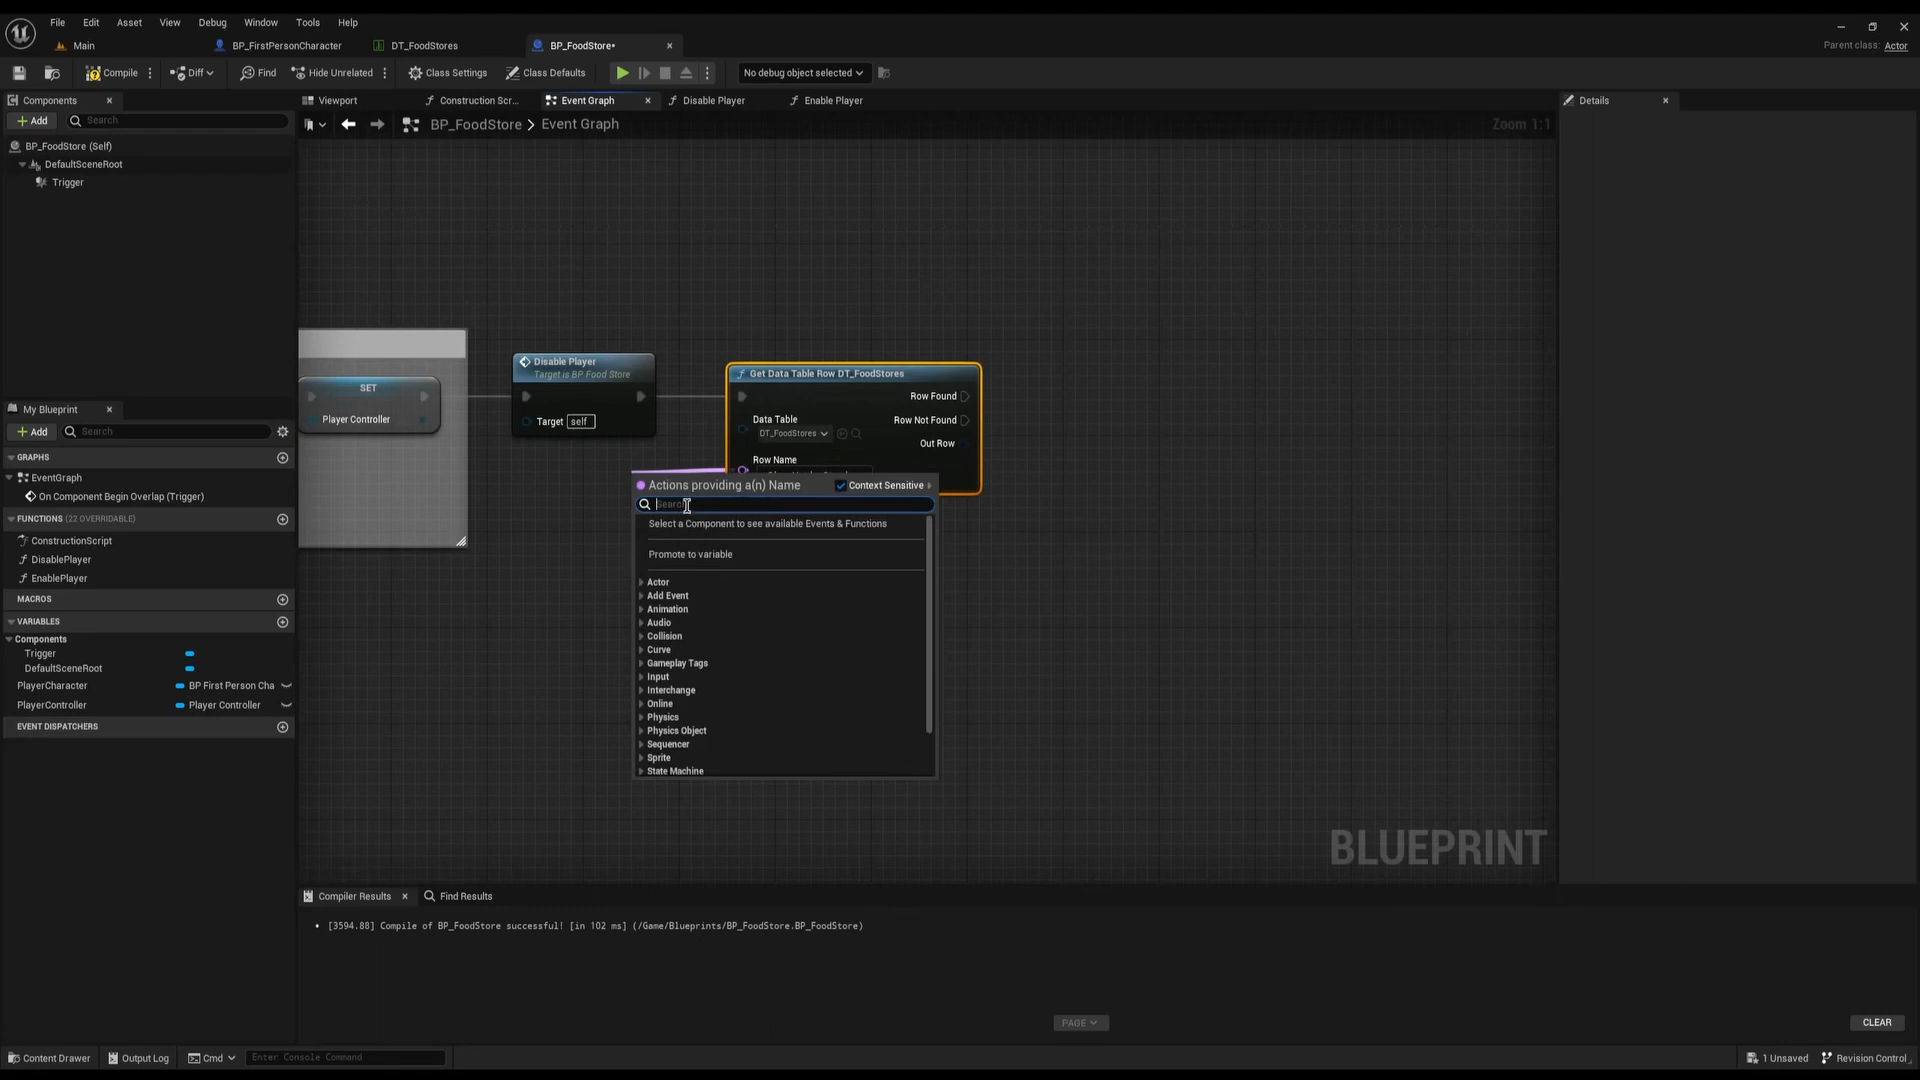 File Edit Asset View Debug Window Tools Help
Main BP_FirstPersonCharacter DT_FoodStores BP_FoodStore•
Parent class: Actor
Compile Diff Find Hide Unrelated Class Settings Class Defaults No debug object selected
Components
Add Search
BP_FoodStore (Self)
DefaultSceneRoot
Trigger
Viewport Construction Scr... Event Graph Disable Player Enable Player
BP_FoodStore > Event Graph
Zoom 1:1
Details
SET
Player Controller
Disable Player
Target is BP Food Store
Target self
Get Data Table Row DT_FoodStores
Row Found
Data Table
DT_FoodStores
Row Not Found
Out Row
Row Name
Actions providing a(n) Name Context Sensitive
Search
Select a Component to see available Events & Functions
Promote to variable
Actor
Add Event
Animation
Audio
Collision
Curve
Gameplay Tags
Input
Interchange
Online
Physics
Physics Object
Sequencer
Sprite
State Machine
My Blueprint
Add Search
GRAPHS
EventGraph
On Component Begin Overlap (Trigger)
FUNCTIONS (22 OVERRIDABLE)
ConstructionScript
DisablePlayer
EnablePlayer
MACROS
VARIABLES
Components
Trigger
DefaultSceneRoot
PlayerCharacter BP First Person Cha
PlayerController Player Controller
EVENT DISPATCHERS
BLUEPRINT
Compiler Results Find Results
• [3594.88] Compile of BP_FoodStore successful! [in 102 ms] (/Game/Blueprints/BP_FoodStore.BP_FoodStore)
PAGE
CLEAR
Content Drawer Output Log Cmd Enter Console Command
1 Unsaved Revision Control